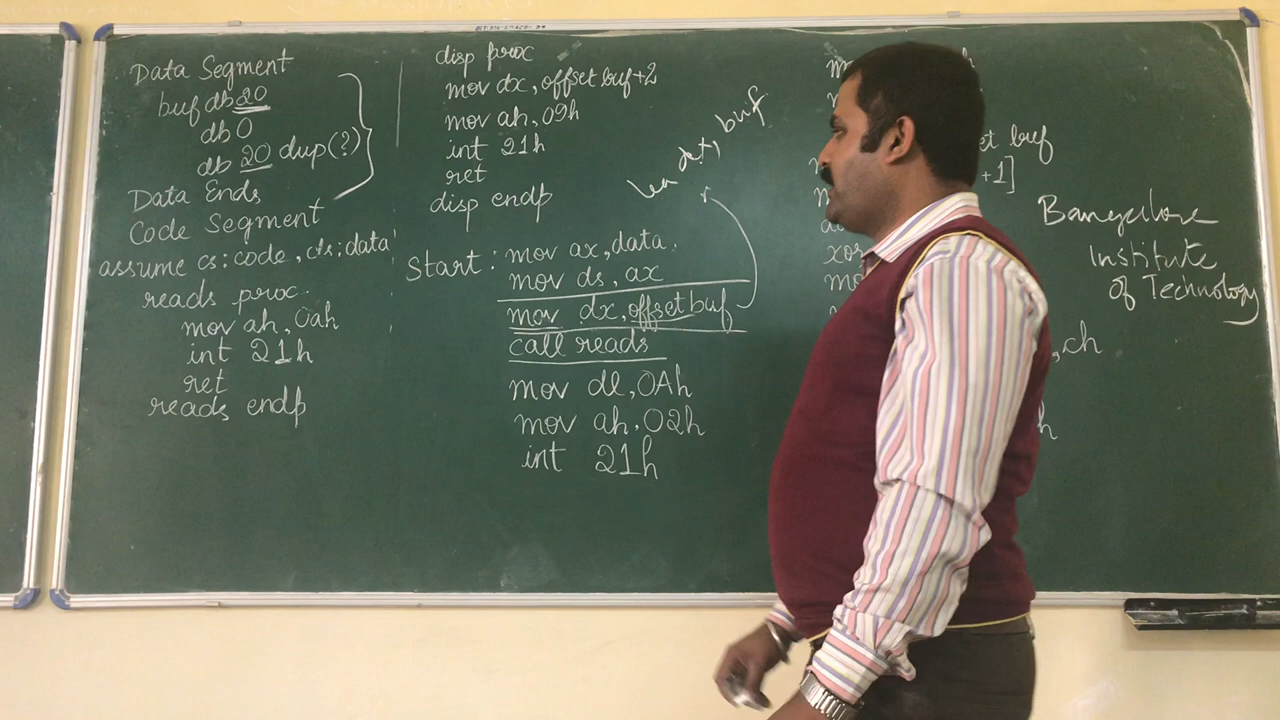 Data Segment
buf db 20
db 0
db 20 dup(?)
Data Ends
Code Segment
assume cs:code, ds:data
reads proc
mov ah, 0ah
int 21h
ret
reads endp
disp proc
mov dx, offset buf+2
mov ah, 09h
int 21h
ret
disp endp
lea dx, buf
Start: mov ax, data
mov ds, ax
mov dx, offset buf
call reads
mov dl, 0Ah
mov ah, 02h
int 21h
buf
+1]
xor
, ch
h
Bangalore
Institute
of Technology